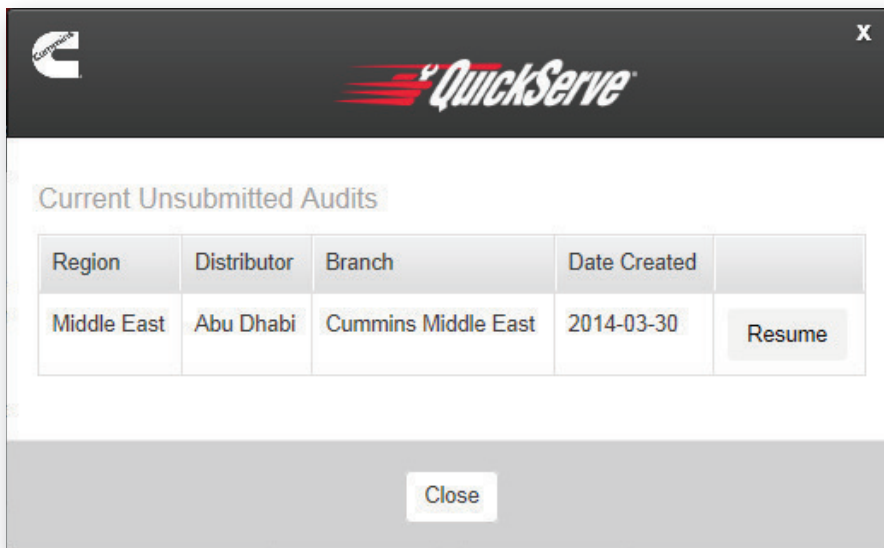 Cummins
x
QuickServe
Current Unsubmitted Audits
Region Distributor Branch Date Created
Middle East Abu Dhabi Cummins Middle East 2014-03-30 Resume
Close